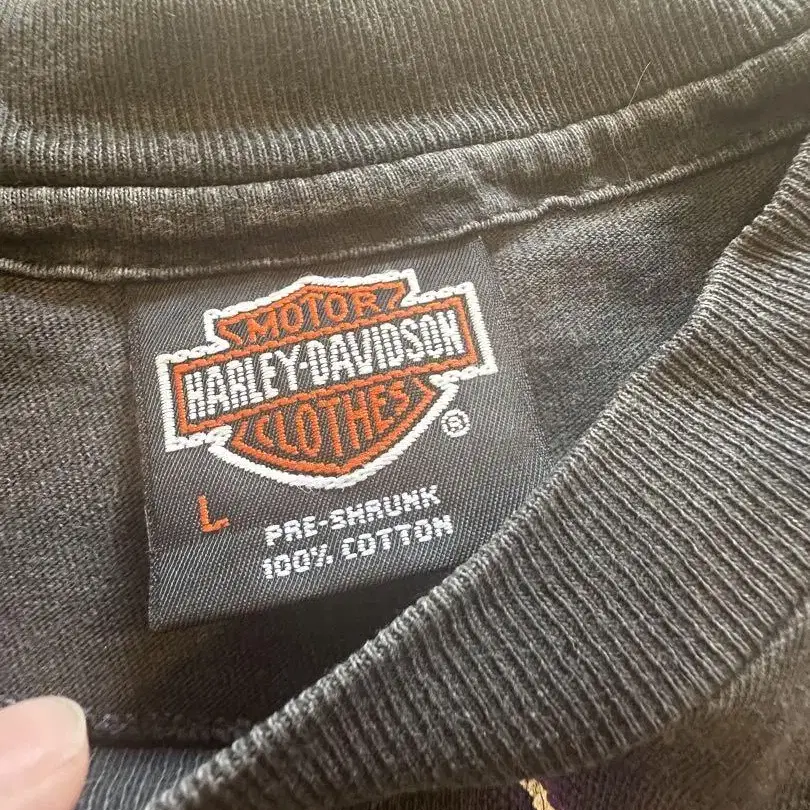 MOTOR
HARLEY-DAVIDSON
CLOTHES
®
L
PRE-SHRUNK
100% COTTON